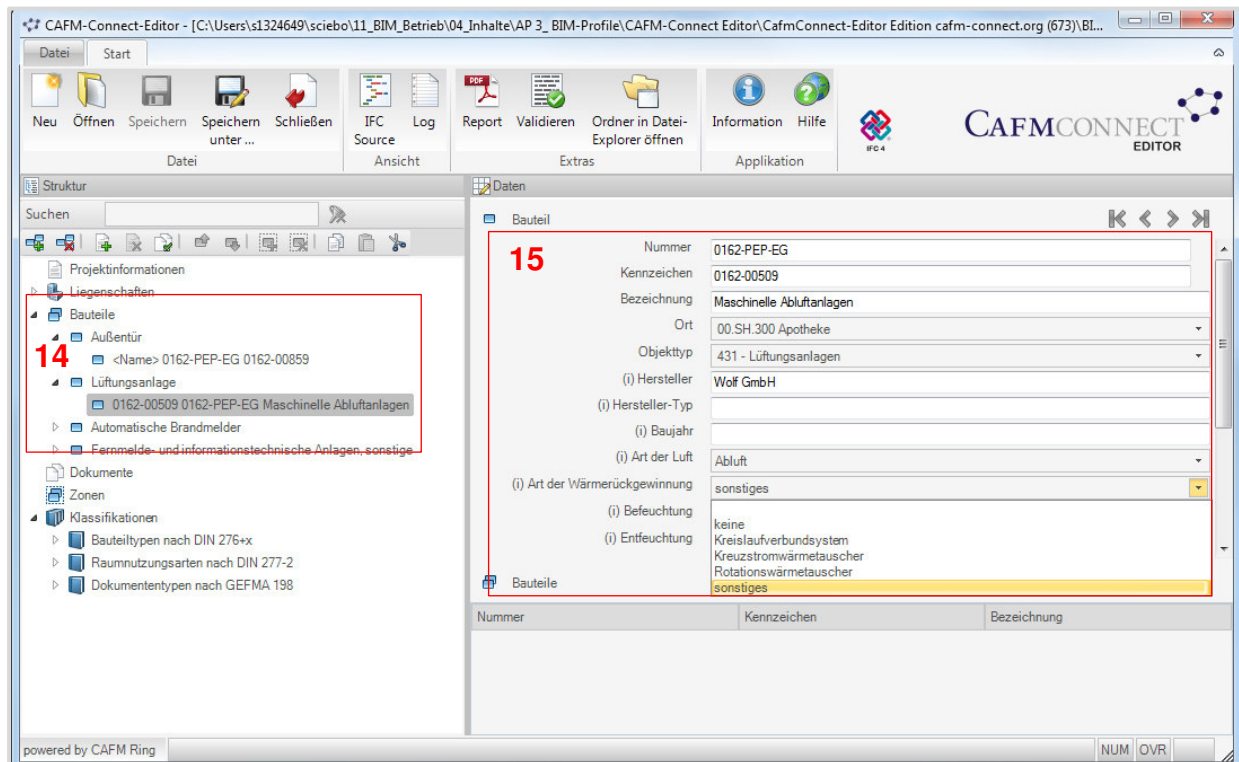 CAFM-Connect-Editor - [C:\Users\s1324649\sciebo\11_BIM_Betrieb\04_Inhalte\AP 3_ BIM-Profile\CAFM-Connect Editor\CafmConnect-Editor Edition cafm-connect.org (673)\BI...
Datei Start
Neu Öffnen Speichern Speichern unter ... Schließen
Datei
IFC Source Log
Ansicht
PDF
Report Validieren Ordner in Datei-Explorer öffnen
Extras
Information Hilfe
Applikation
IFC 4
CAFMCONNECT
EDITOR
Struktur
Suchen
Projektinformationen
Liegenschaften
Bauteile
Außentür
14
<Name> 0162-PEP-EG 0162-00859
Lüftungsanlage
0162-00509 0162-PEP-EG Maschinelle Abluftanlagen
Automatische Brandmelder
Fernmelde- und informationstechnische Anlagen, sonstige
Dokumente
Zonen
Klassifikationen
Bauteiltypen nach DIN 276+x
Raumnutzungsarten nach DIN 277-2
Dokumententypen nach GEFMA 198
Daten
Bauteil
15
Nummer 0162-PEP-EG
Kennzeichen 0162-00509
Bezeichnung Maschinelle Abluftanlagen
Ort 00.SH.300 Apotheke
Objekttyp 431 - Lüftungsanlagen
(i) Hersteller Wolf GmbH
(i) Hersteller-Typ
(i) Baujahr
(i) Art der Luft Abluft
(i) Art der Wärmerückgewinnung sonstiges
(i) Befeuchtung
(i) Entfeuchtung
keine
Kreislaufverbundsystem
Kreuzstromwärmetauscher
Rotationswärmetauscher
sonstiges
Bauteile
Nummer Kennzeichen Bezeichnung
powered by CAFM Ring
NUM OVR